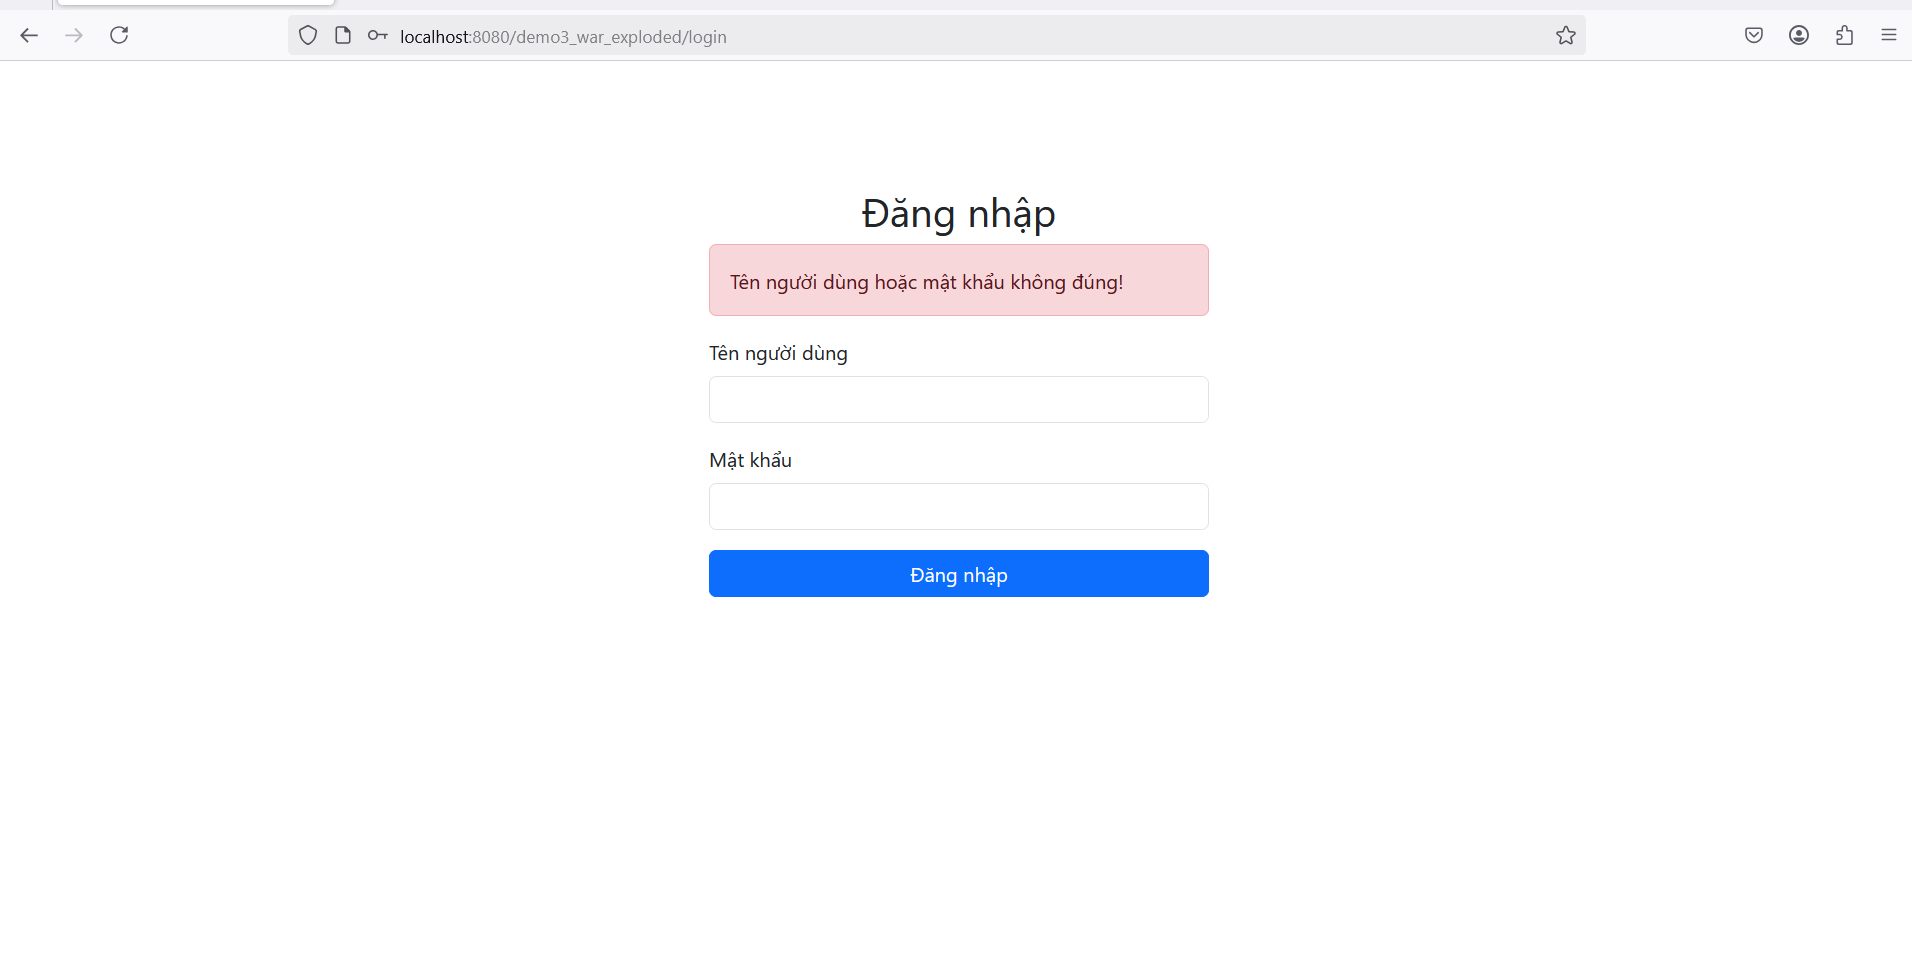 localhost:8080/demo3_war_exploded/login
Đăng nhập
Tên người dùng hoặc mật khẩu không đúng!
Tên người dùng
Mật khẩu
Đăng nhập